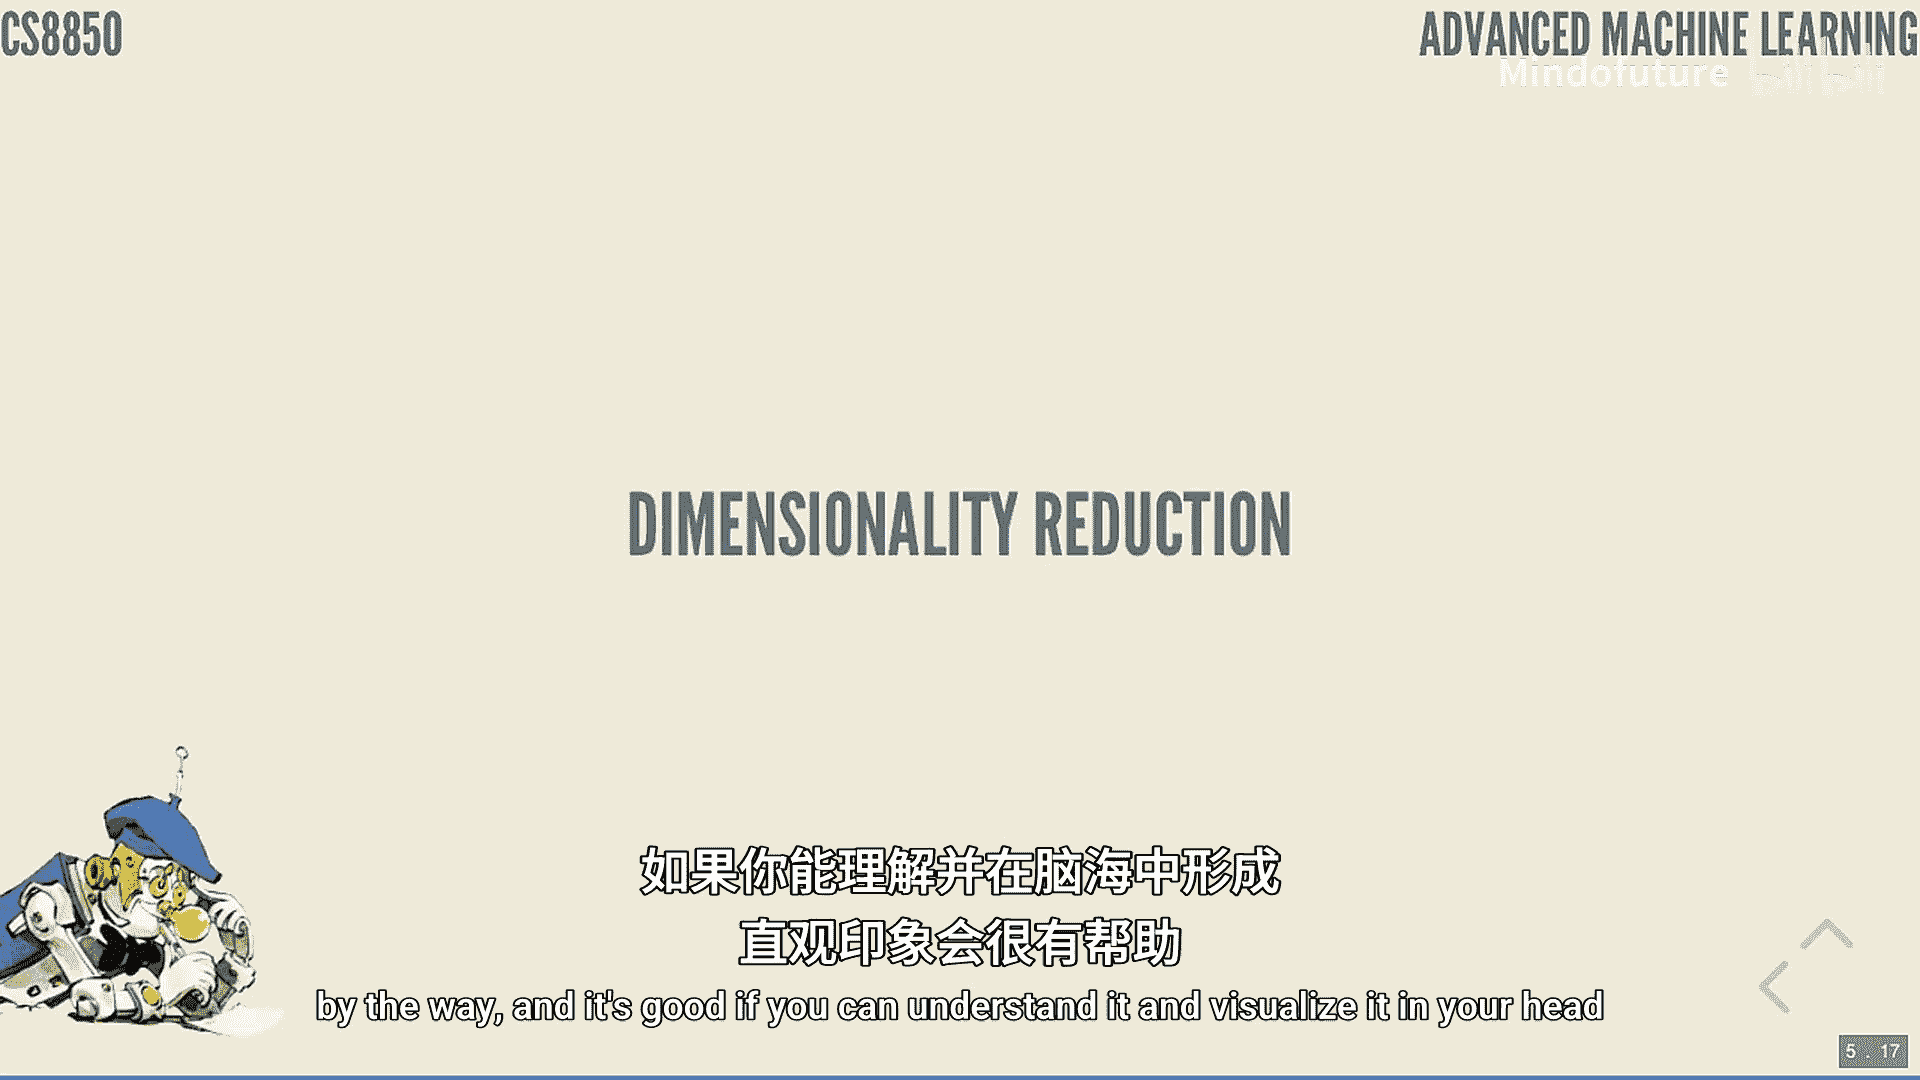 CS8850
ADVANCED MACHINE LEARNING
Mindofuture bilibili
DIMENSIONALITY REDUCTION
如果你能理解并在脑海中形成
直观印象会很有帮助
by the way, and it's good if you can understand it and visualize it in your head
5 . 17